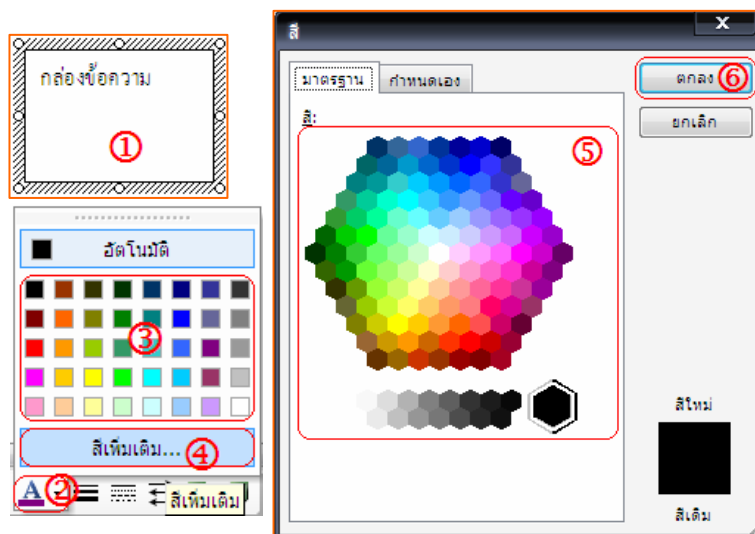 กล่องข้อความ
①
อัตโนมัติ
③
สีเพิ่มเติม...
④
A
②
สีเพิ่มเติม
สี
X
มาตรฐาน
กำหนดเอง
สี:
⑤
ตกลง
⑥
ยกเลิก
สีใหม่
สีเดิม